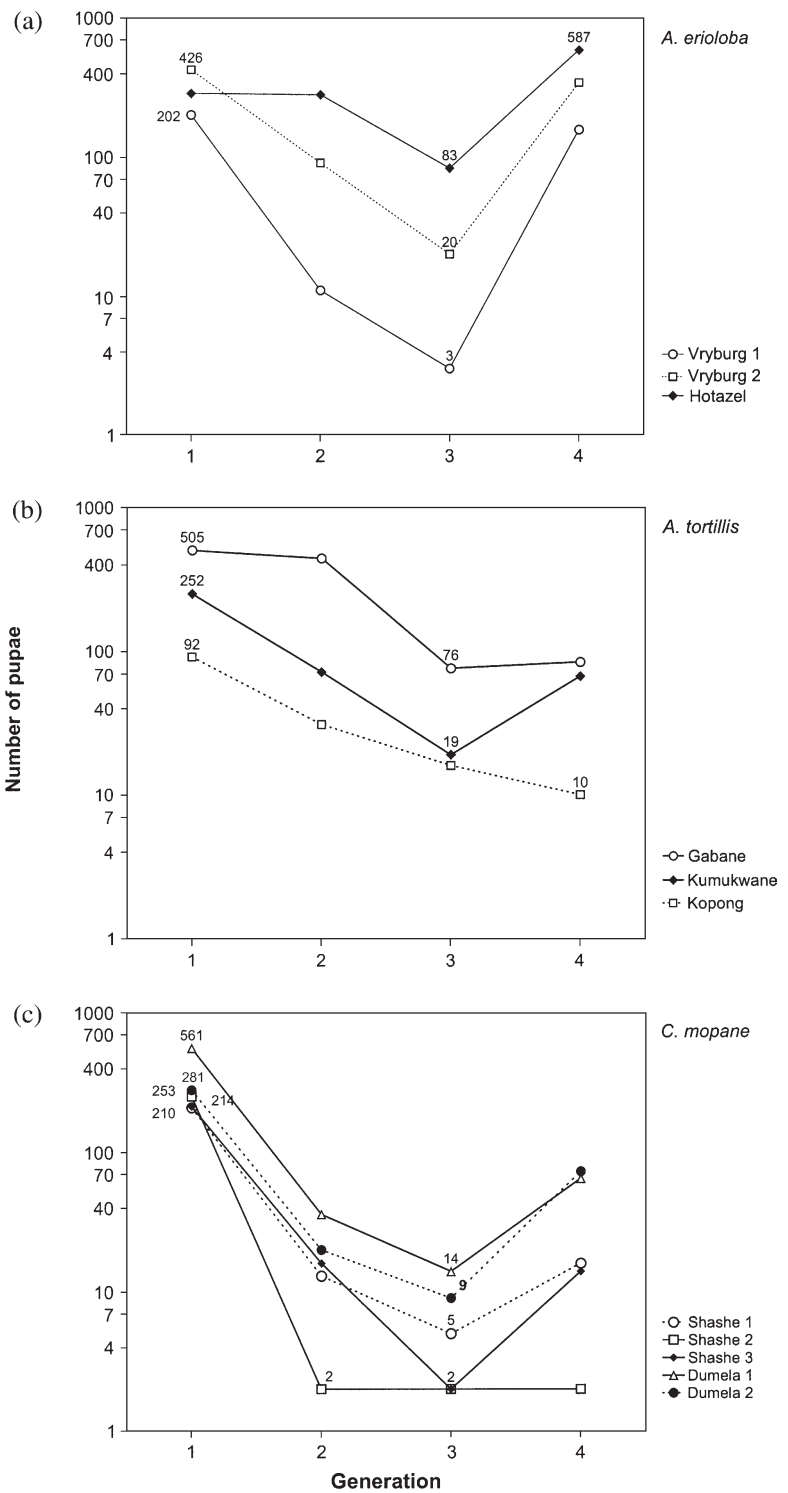 (a)
A. erioloba
1000
700
400
100
70
40
10
7
4
1
426
202
587
83
20
3
Vryburg 1
Vryburg 2
Hotazel
1 2 3 4
(b)
A. tortillis
Number of pupae
1000
700
400
100
70
40
10
7
4
1
505
252
92
76
19
10
Gabane
Kumukwane
Kopong
1 2 3 4
(c)
C. mopane
1000
700
400
100
70
40
10
7
4
1
561
281
253
214
210
14
9
5
2
2
Shashe 1
Shashe 2
Shashe 3
Dumela 1
Dumela 2
1 2 3 4
Generation